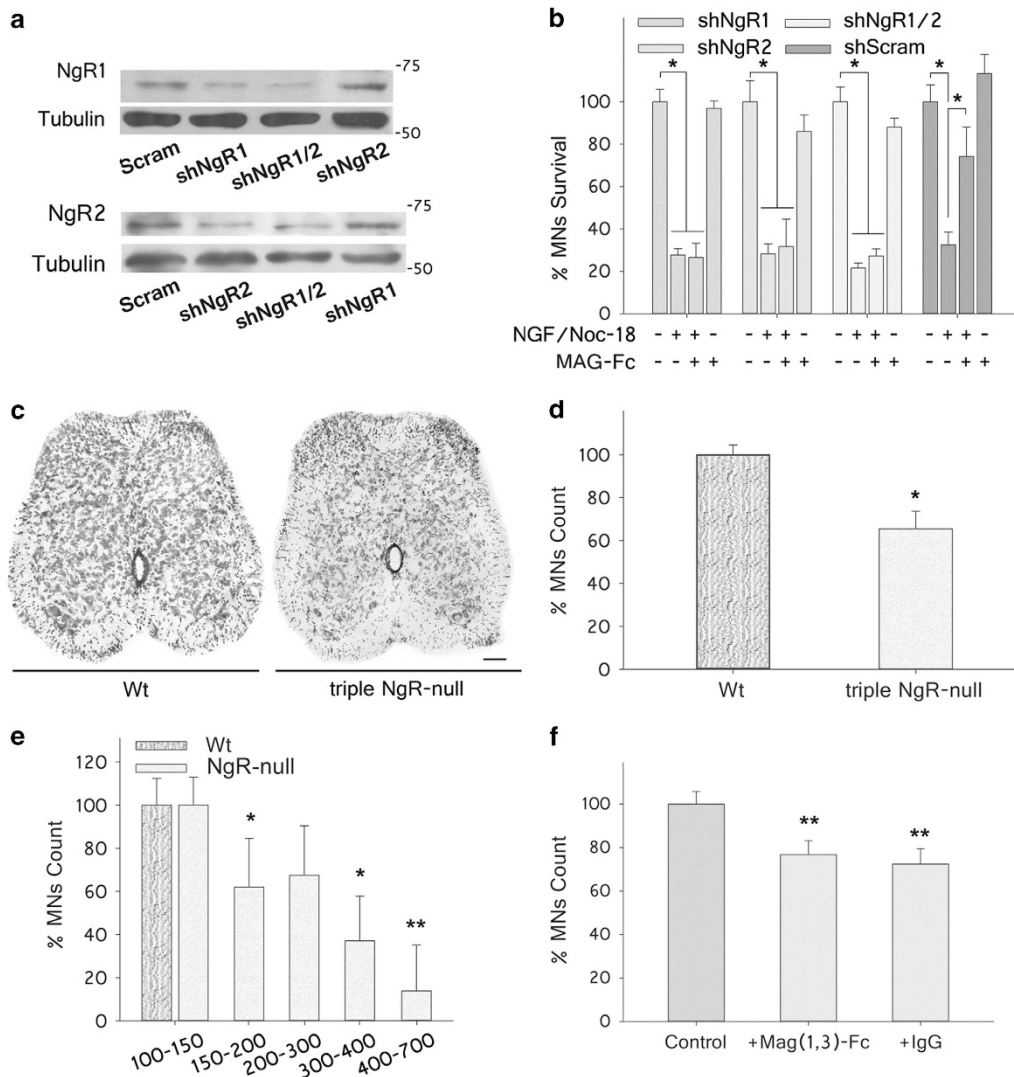 a
NgR1
-75
Tubulin
-50
Scram shNgR1 shNgR1/2 shNgR2
NgR2
-75
Tubulin
-50
Scram shNgR2 shNgR1/2 shNgR1
b
shNgR1 shNgR1/2
shNgR2 shScram
% MNs Survival
100
80
60
40
20
0
* * * * *
NGF/Noc-18 - + + - - + + - - + + - - + + -
MAG-Fc - - + + - - + + - - + + - - + +
c
Wt triple NgR-null
d
% MNs Count
100
80
60
40
20
0
*
Wt triple NgR-null
e
Wt
NgR-null
% MNs Count
120
100
80
60
40
20
0
* * **
100-150 150-200 200-300 300-400 400-700
f
% MNs Count
100
80
60
40
20
0
** **
Control +Mag(1,3)-Fc +IgG